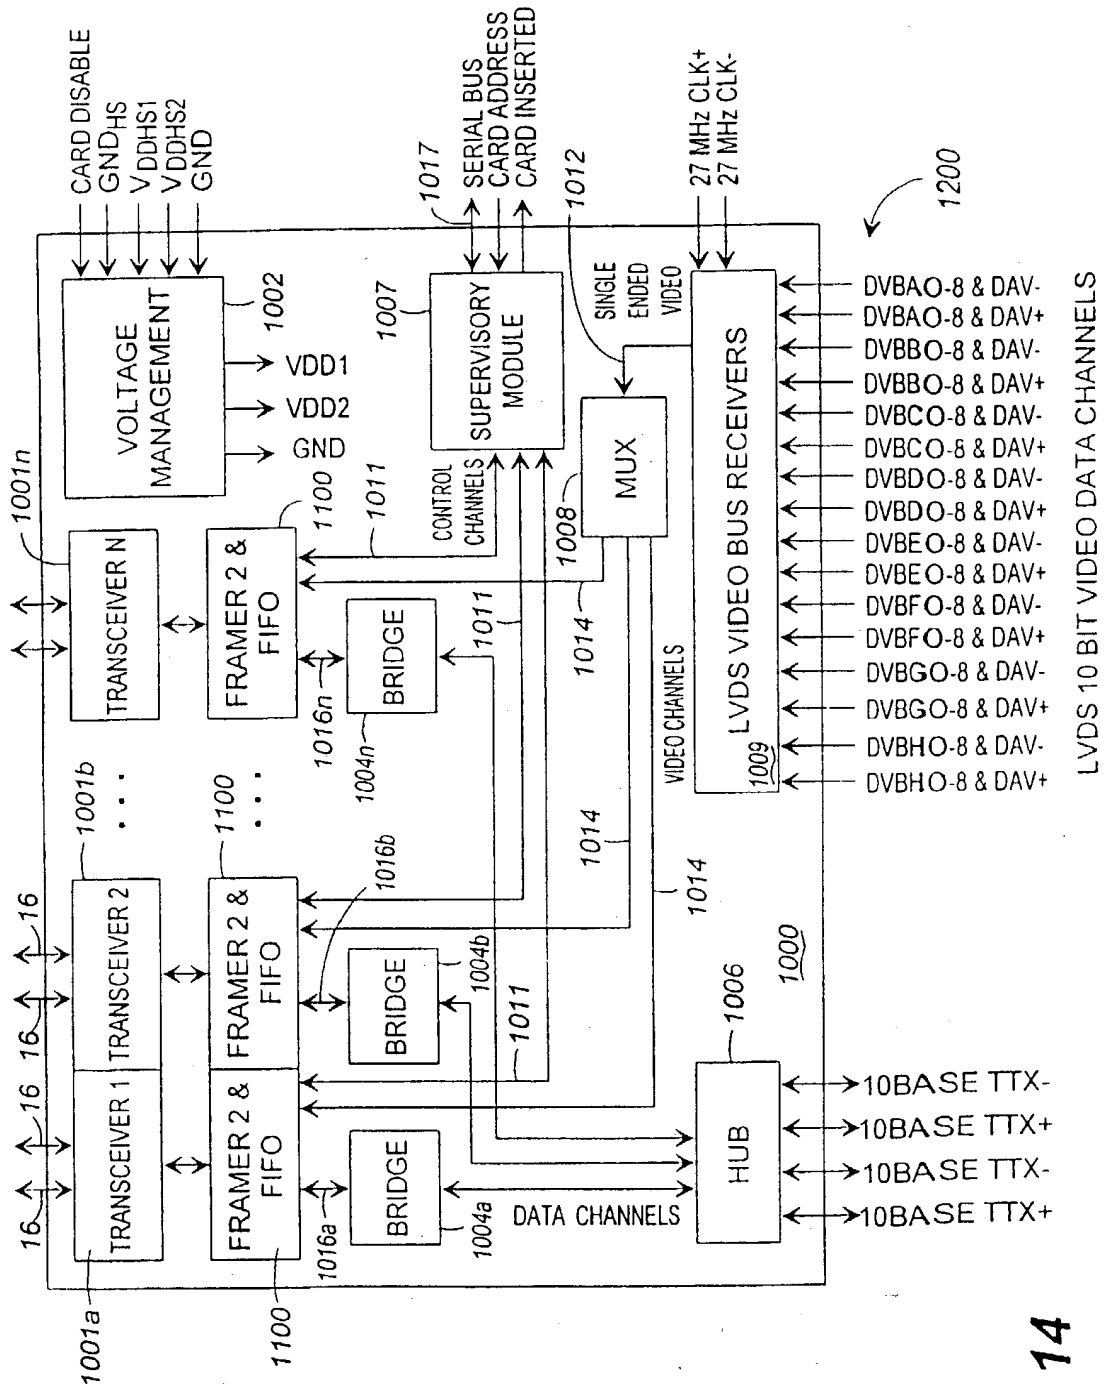 CARD DISABLE
GNDHS
VDDHS1
VDDHS2
GND
VOLTAGE
MANAGEMENT
1002
VDD1
VDD2
GND
1017
SERIAL BUS
CARD ADDRESS
CARD INSERTED
1007
SUPERVISORY
MODULE
CONTROL
CHANNELS
SINGLE
ENDED
VIDEO
1012
27 MHz CLK+
27 MHz CLK-
1200
1001n
TRANSCEIVER N
FRAMER 2 &
FIFO
1100
1011
1016n
BRIDGE
1004n
1014
1011
1008
MUX
VIDEO CHANNELS
LVDS VIDEO BUS RECEIVERS
1009
DVBAO-8 & DAV-
DVBAO-8 & DAV+
DVBBO-8 & DAV-
DVBBO-8 & DAV+
DVBCO-8 & DAV-
DVBCO-8 & DAV+
DVBDO-8 & DAV-
DVBDO-8 & DAV+
DVBEO-8 & DAV-
DVBEO-8 & DAV+
DVBFO-8 & DAV-
DVBFO-8 & DAV+
DVBGO-8 & DAV-
DVBGO-8 & DAV+
DVBHO-8 & DAV-
DVBHO-8 & DAV+
LVDS 10 BIT VIDEO DATA CHANNELS
16
16
1001b
. . .
TRANSCEIVER 2
FRAMER 2 &
FIFO
1100
. . .
1016b
BRIDGE
1004b
1014
1014
1011
16
16
1001a
TRANSCEIVER 1
FRAMER 2 &
FIFO
1100
1016a
BRIDGE
1004a
DATA CHANNELS
HUB
1006
1000
10BASE TTX-
10BASE TTX+
10BASE TTX-
10BASE TTX+
14